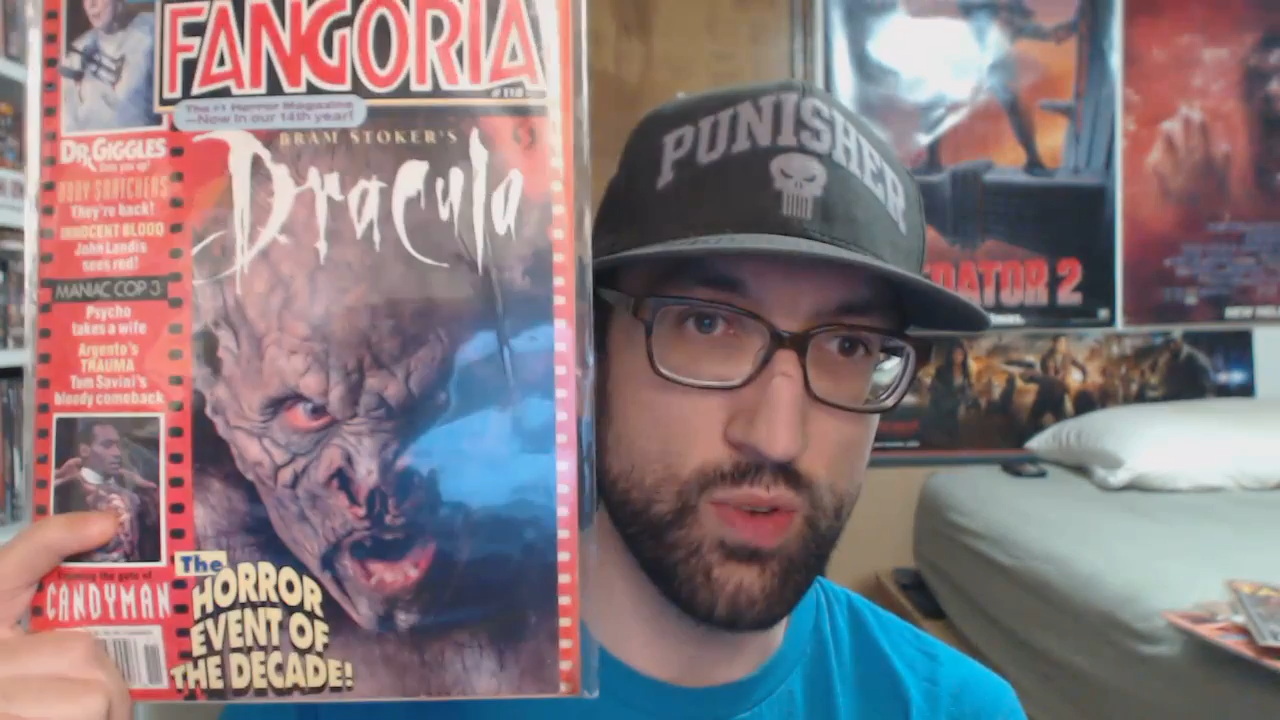 FANGORIA
The #1 Horror Magazine
—Now in our 14th year!
BRAM STOKER'S
Dracula
DR. GIGGLES
BODY SNATCHERS
They're back!
INNOCENT BLOOD
John Landis
sees red!
MANIAC COP 3
Psycho
takes a wife
Argento's
TRAUMA
Tom Savini's
bloody comeback
CANDYMAN
The
HORROR
EVENT OF
THE DECADE!
PUNISHER
DATOR 2